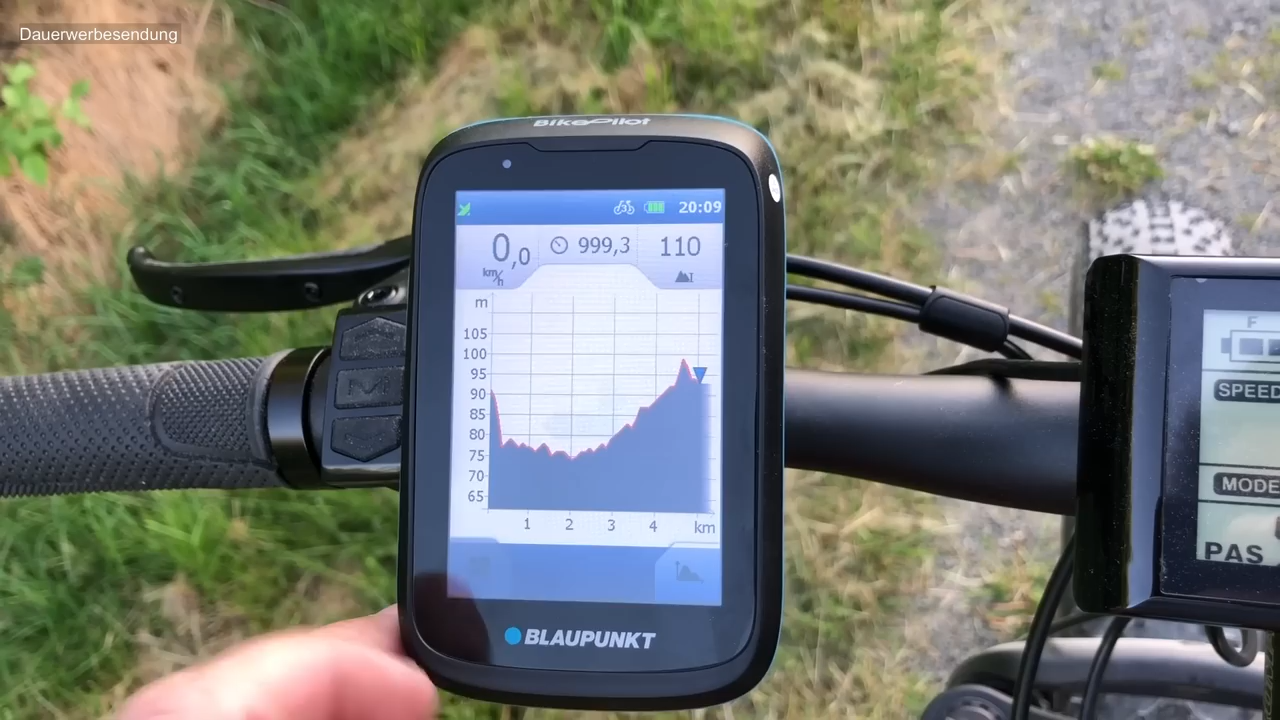 Dauerwerbesendung
BikePilot
20:09
0,0 km/h
999,3
110
m
105
100
95
90
85
80
75
70
65
1 2 3 4 km
BLAUPUNKT
M
F
SPEED
MODE
PAS